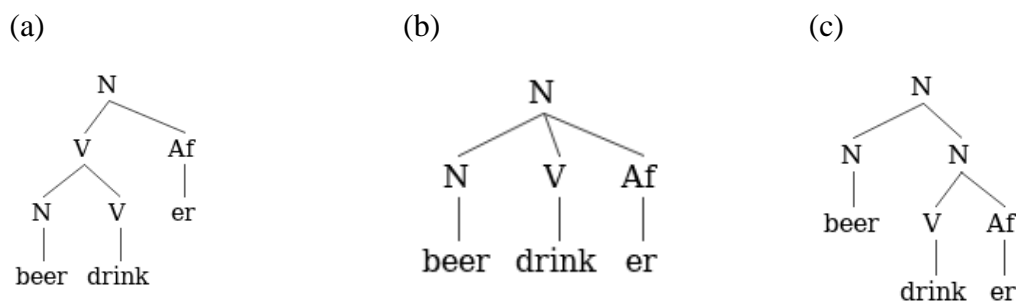 (a) (b) (c)
N N N
V Af N V Af N N
N V er beer drink er beer V Af
beer drink drink er